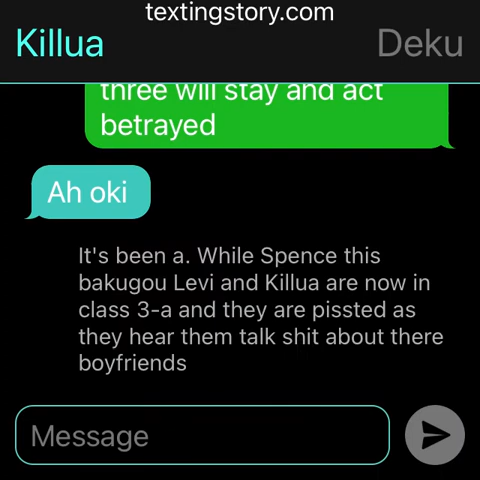 textingstory.com
Killua Deku
three will stay and act
betrayed
Ah oki
It's been a. While Spence this
bakugou Levi and Killua are now in
class 3-a and they are pissted as
they hear them talk shit about there
boyfriends
Message